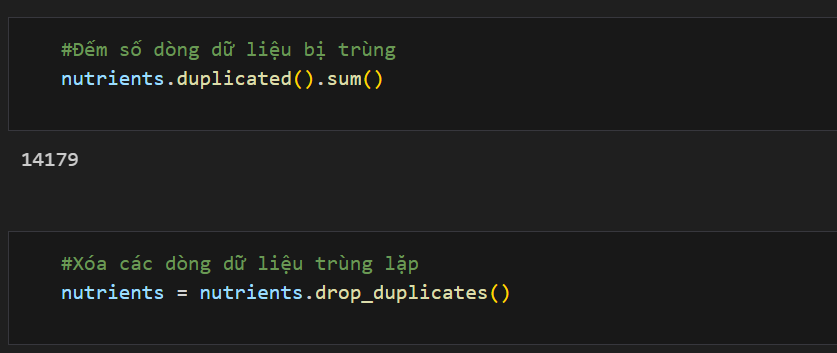 #Đếm số dòng dữ liệu bị trùng
nutrients.duplicated().sum()
14179
#Xóa các dòng dữ liệu trùng lặp
nutrients = nutrients.drop_duplicates()